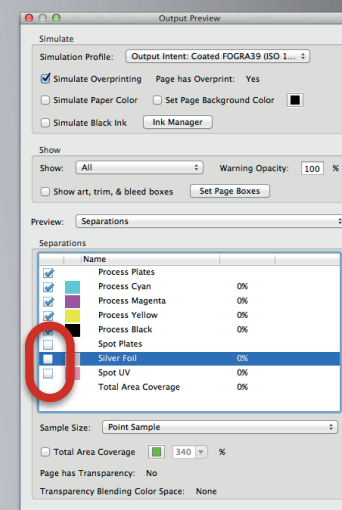 Output Preview
Simulate
Simulation Profile: Output Intent: Coated FOGRA39 (ISO 1...
Simulate Overprinting Page has Overprint: Yes
Simulate Paper Color Set Page Background Color
Simulate Black Ink Ink Manager
Show
Show: All Warning Opacity: 100 %
Show art, trim, & bleed boxes Set Page Boxes
Preview: Separations
Separations
Name
Process Plates
Process Cyan 0%
Process Magenta 0%
Process Yellow 0%
Process Black 0%
Spot Plates
Silver Foil 0%
Spot UV 0%
Total Area Coverage 0%
Sample Size: Point Sample
Total Area Coverage 340 %
Page has Transparency: No
Transparency Blending Color Space: None